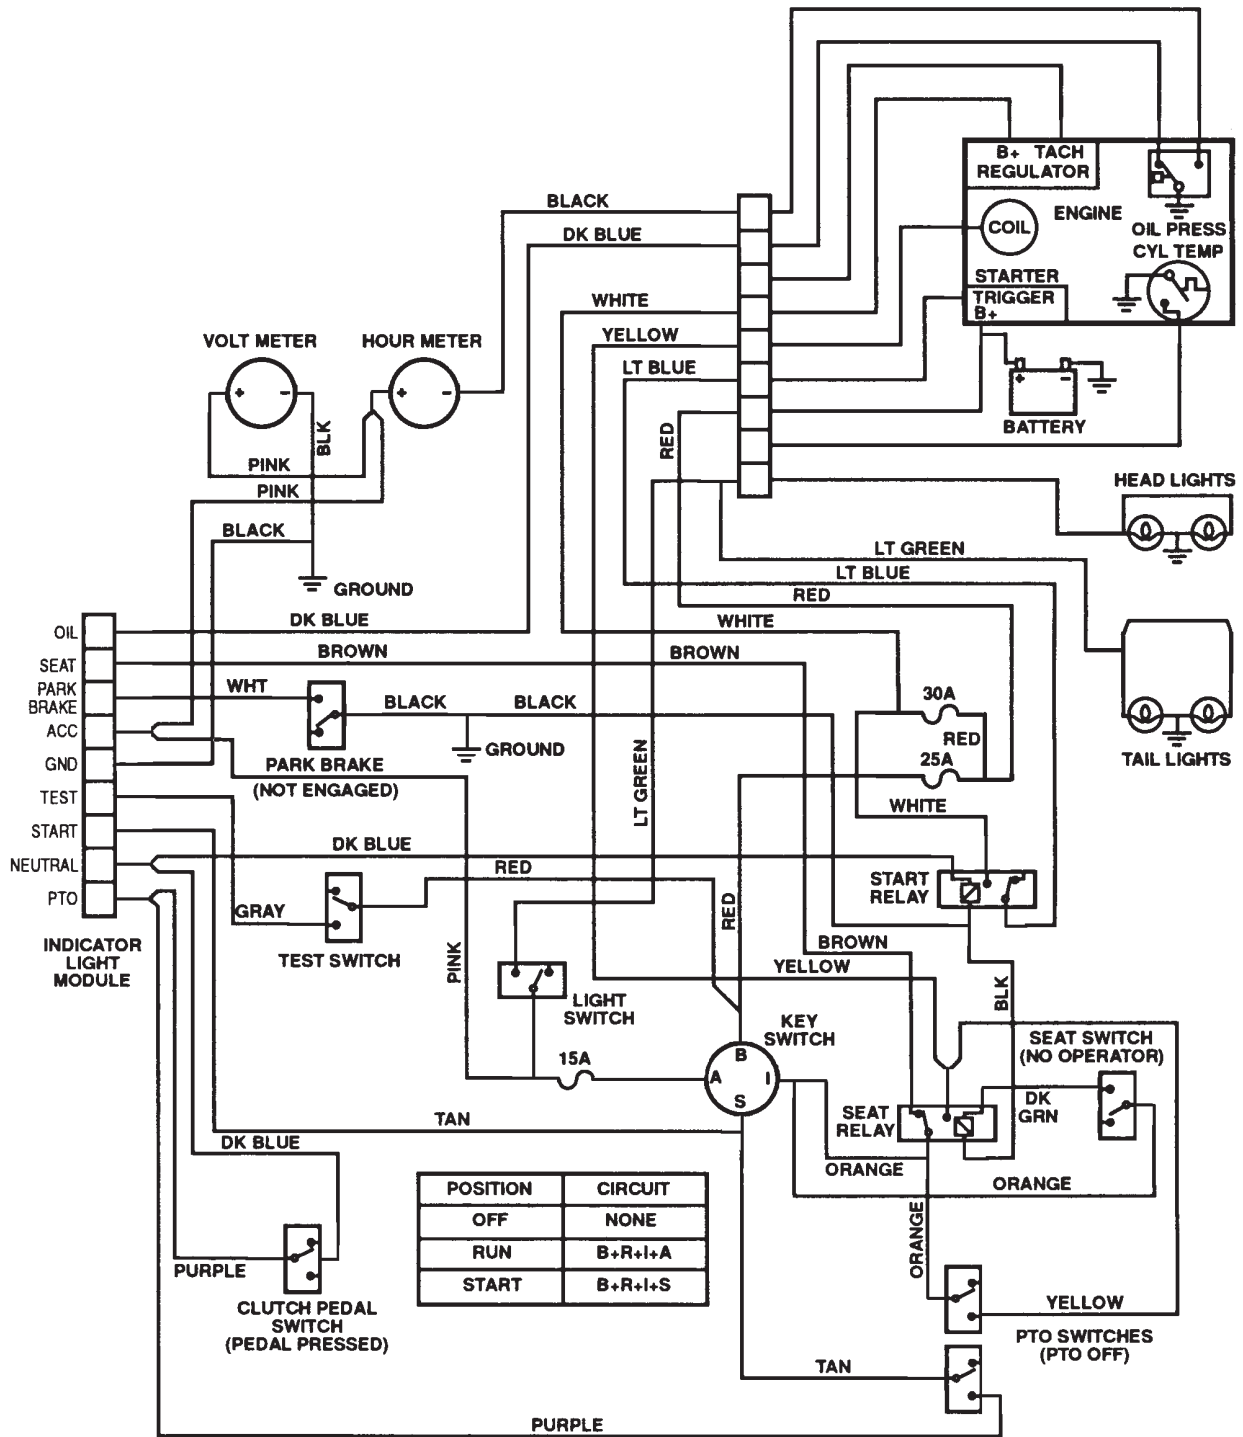 B+ TACH
REGULATOR
ENGINE
COIL
OIL PRESS
CYL TEMP
STARTER
TRIGGER
B+
BLACK
DK BLUE
WHITE
YELLOW
LT BLUE
RED
VOLT METER
HOUR METER
+ -
+ -
BLK
PINK
PINK
BLACK
GROUND
+ -
BATTERY
HEAD LIGHTS
LT GREEN
LT BLUE
RED
WHITE
TAIL LIGHTS
OIL
SEAT
PARK
BRAKE
ACC
GND
TEST
START
NEUTRAL
PTO
INDICATOR
LIGHT
MODULE
DK BLUE
BROWN
BROWN
WHT
BLACK
BLACK
GROUND
PARK BRAKE
(NOT ENGAGED)
LT GREEN
30A
RED
25A
WHITE
DK BLUE
RED
GRAY
TEST SWITCH
PINK
RED
START
RELAY
BROWN
YELLOW
BLK
LIGHT
SWITCH
15A
KEY
SWITCH
B
A
I
S
SEAT SWITCH
(NO OPERATOR)
SEAT
RELAY
DK
GRN
TAN
DK BLUE
ORANGE
ORANGE
ORANGE
POSITION CIRCUIT
OFF NONE
RUN B+R+I+A
START B+R+I+S
PURPLE
CLUTCH PEDAL
SWITCH
(PEDAL PRESSED)
YELLOW
PTO SWITCHES
(PTO OFF)
TAN
PURPLE